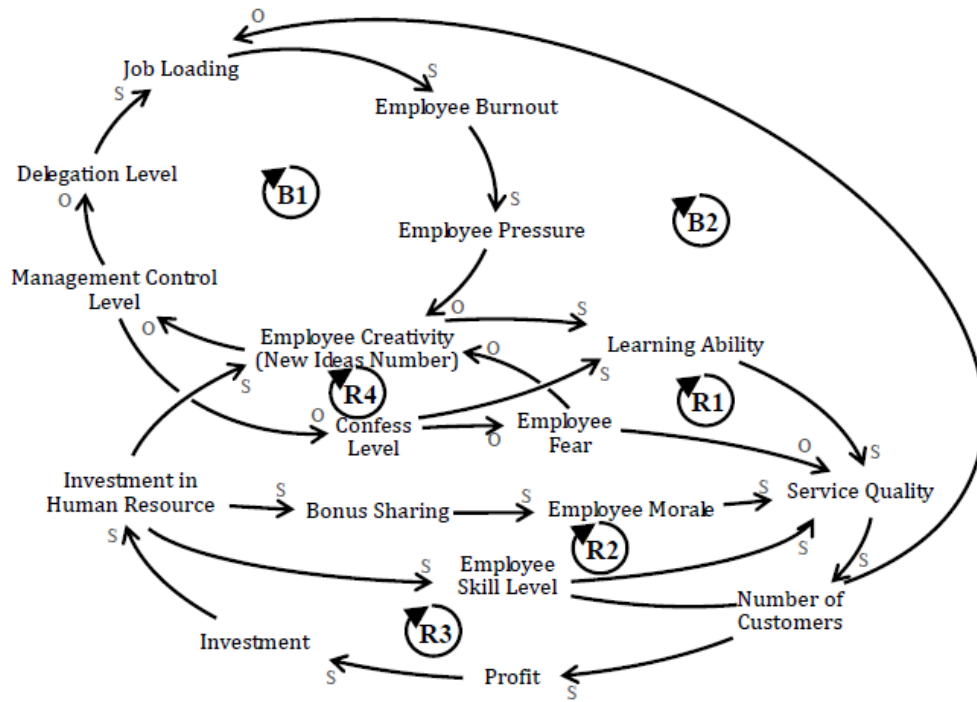 O
Job Loading
S
S
Employee Burnout
Delegation Level
O
B1
S
B2
Employee Pressure
Management Control
Level
O
O
S
Employee Creativity
(New Ideas Number)
O
Learning Ability
S
S
R4
R1
O
Confess
Level
O
Employee
Fear
O
S
Investment in
Human Resource
S
Bonus Sharing
S
Employee Morale
S
Service Quality
S
R2
S
S
Employee
Skill Level
S
Number of
Customers
R3
Investment
S
Profit
S